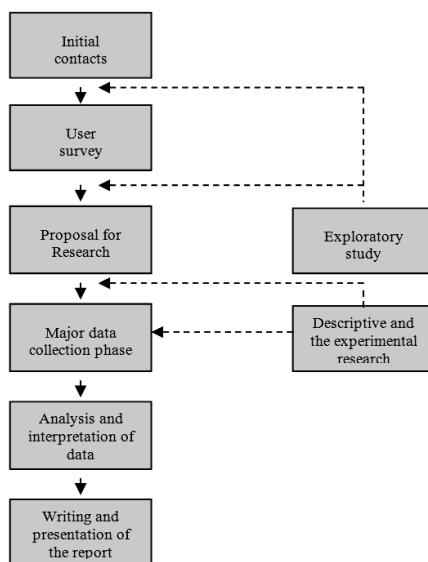 Initial
contacts
User
survey
Proposal for
Research
Exploratory
study
Major data
collection phase
Descriptive and
the experimental
research
Analysis and
interpretation of
data
Writing and
presentation of
the report